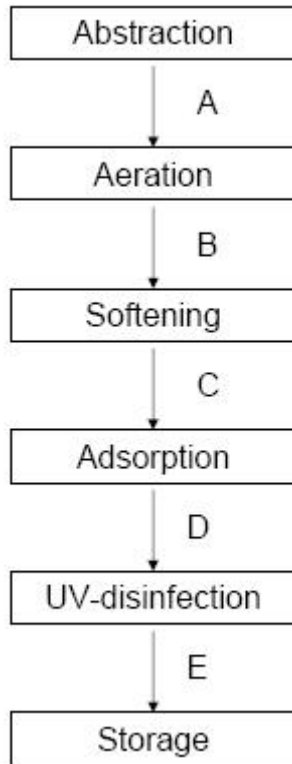 Abstraction
A
Aeration
B
Softening
C
Adsorption
D
UV-disinfection
E
Storage